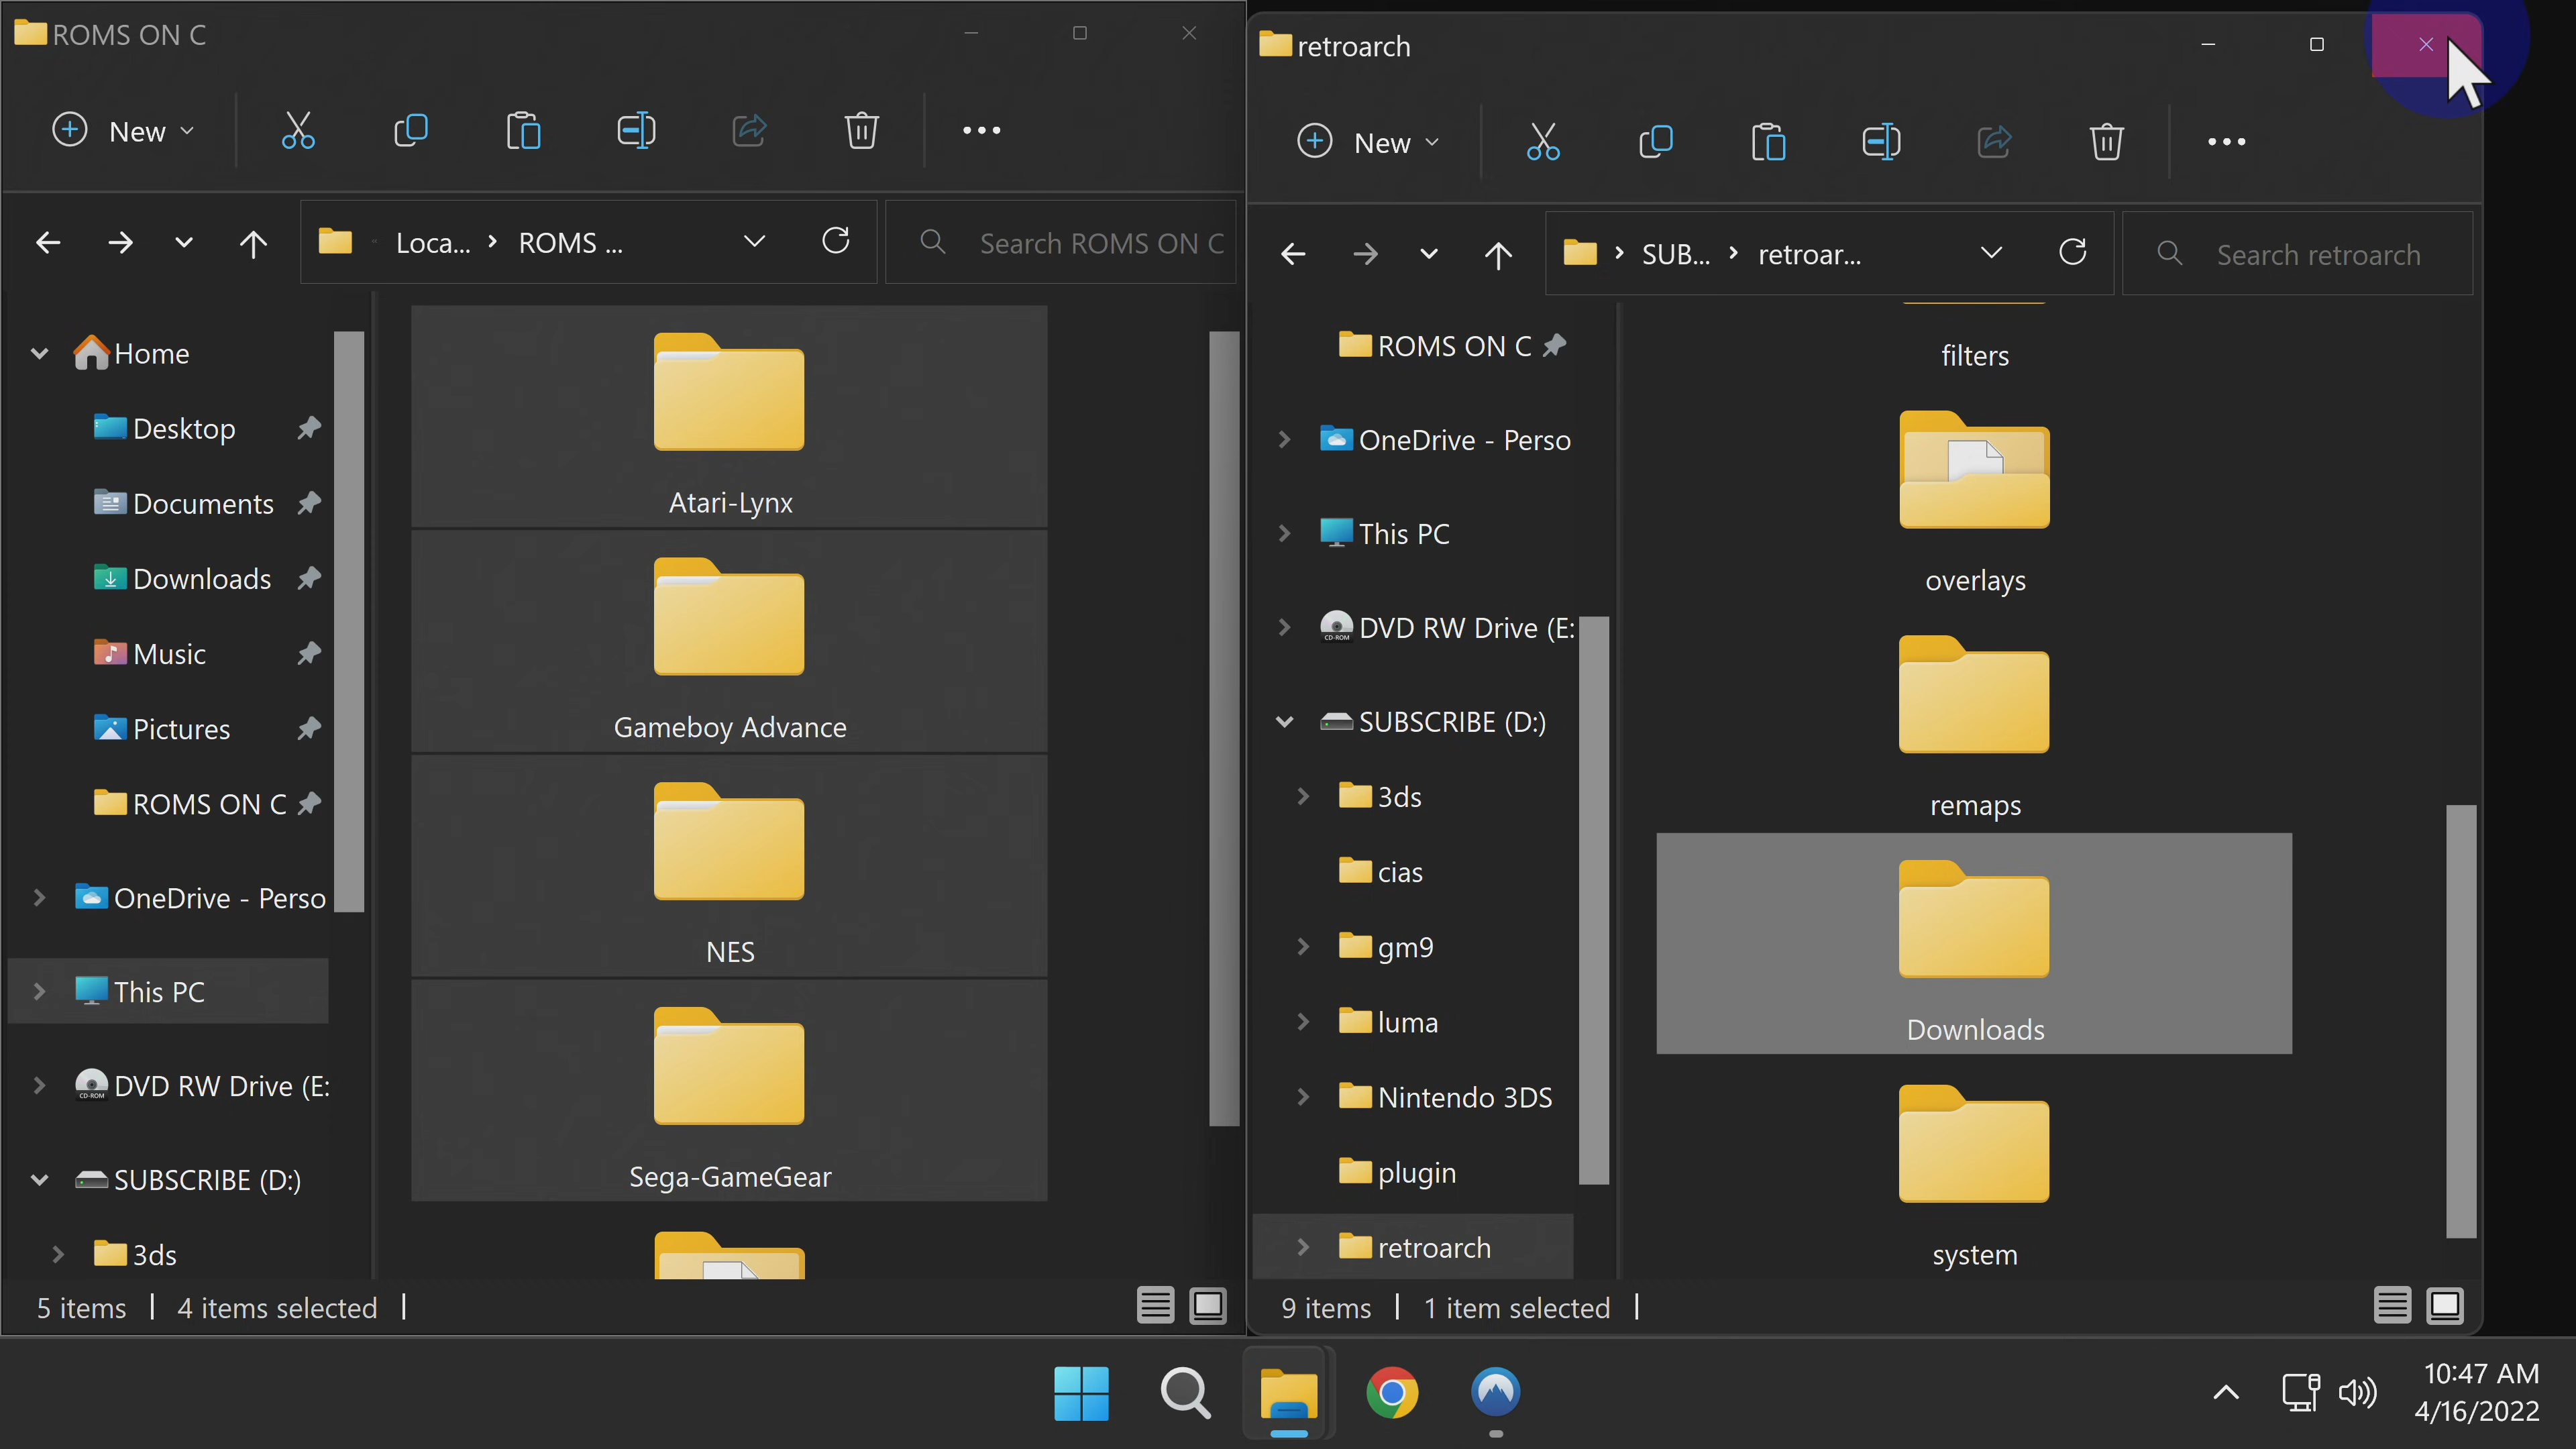 ROMS ON C
New
Loca... ROMS ...
Search ROMS ON C
Home
Desktop
Documents
Downloads
Music
Pictures
ROMS ON C
OneDrive - Perso
This PC
DVD RW Drive (E:
SUBSCRIBE (D:)
3ds
Atari-Lynx
Gameboy Advance
NES
Sega-GameGear
5 items
4 items selected
retroarch
New
SUB... retroar...
Search retroarch
ROMS ON C
OneDrive - Perso
This PC
DVD RW Drive (E:
SUBSCRIBE (D:)
3ds
cias
gm9
luma
Nintendo 3DS
plugin
retroarch
filters
overlays
remaps
Downloads
system
9 items
1 item selected
10:47 AM
4/16/2022